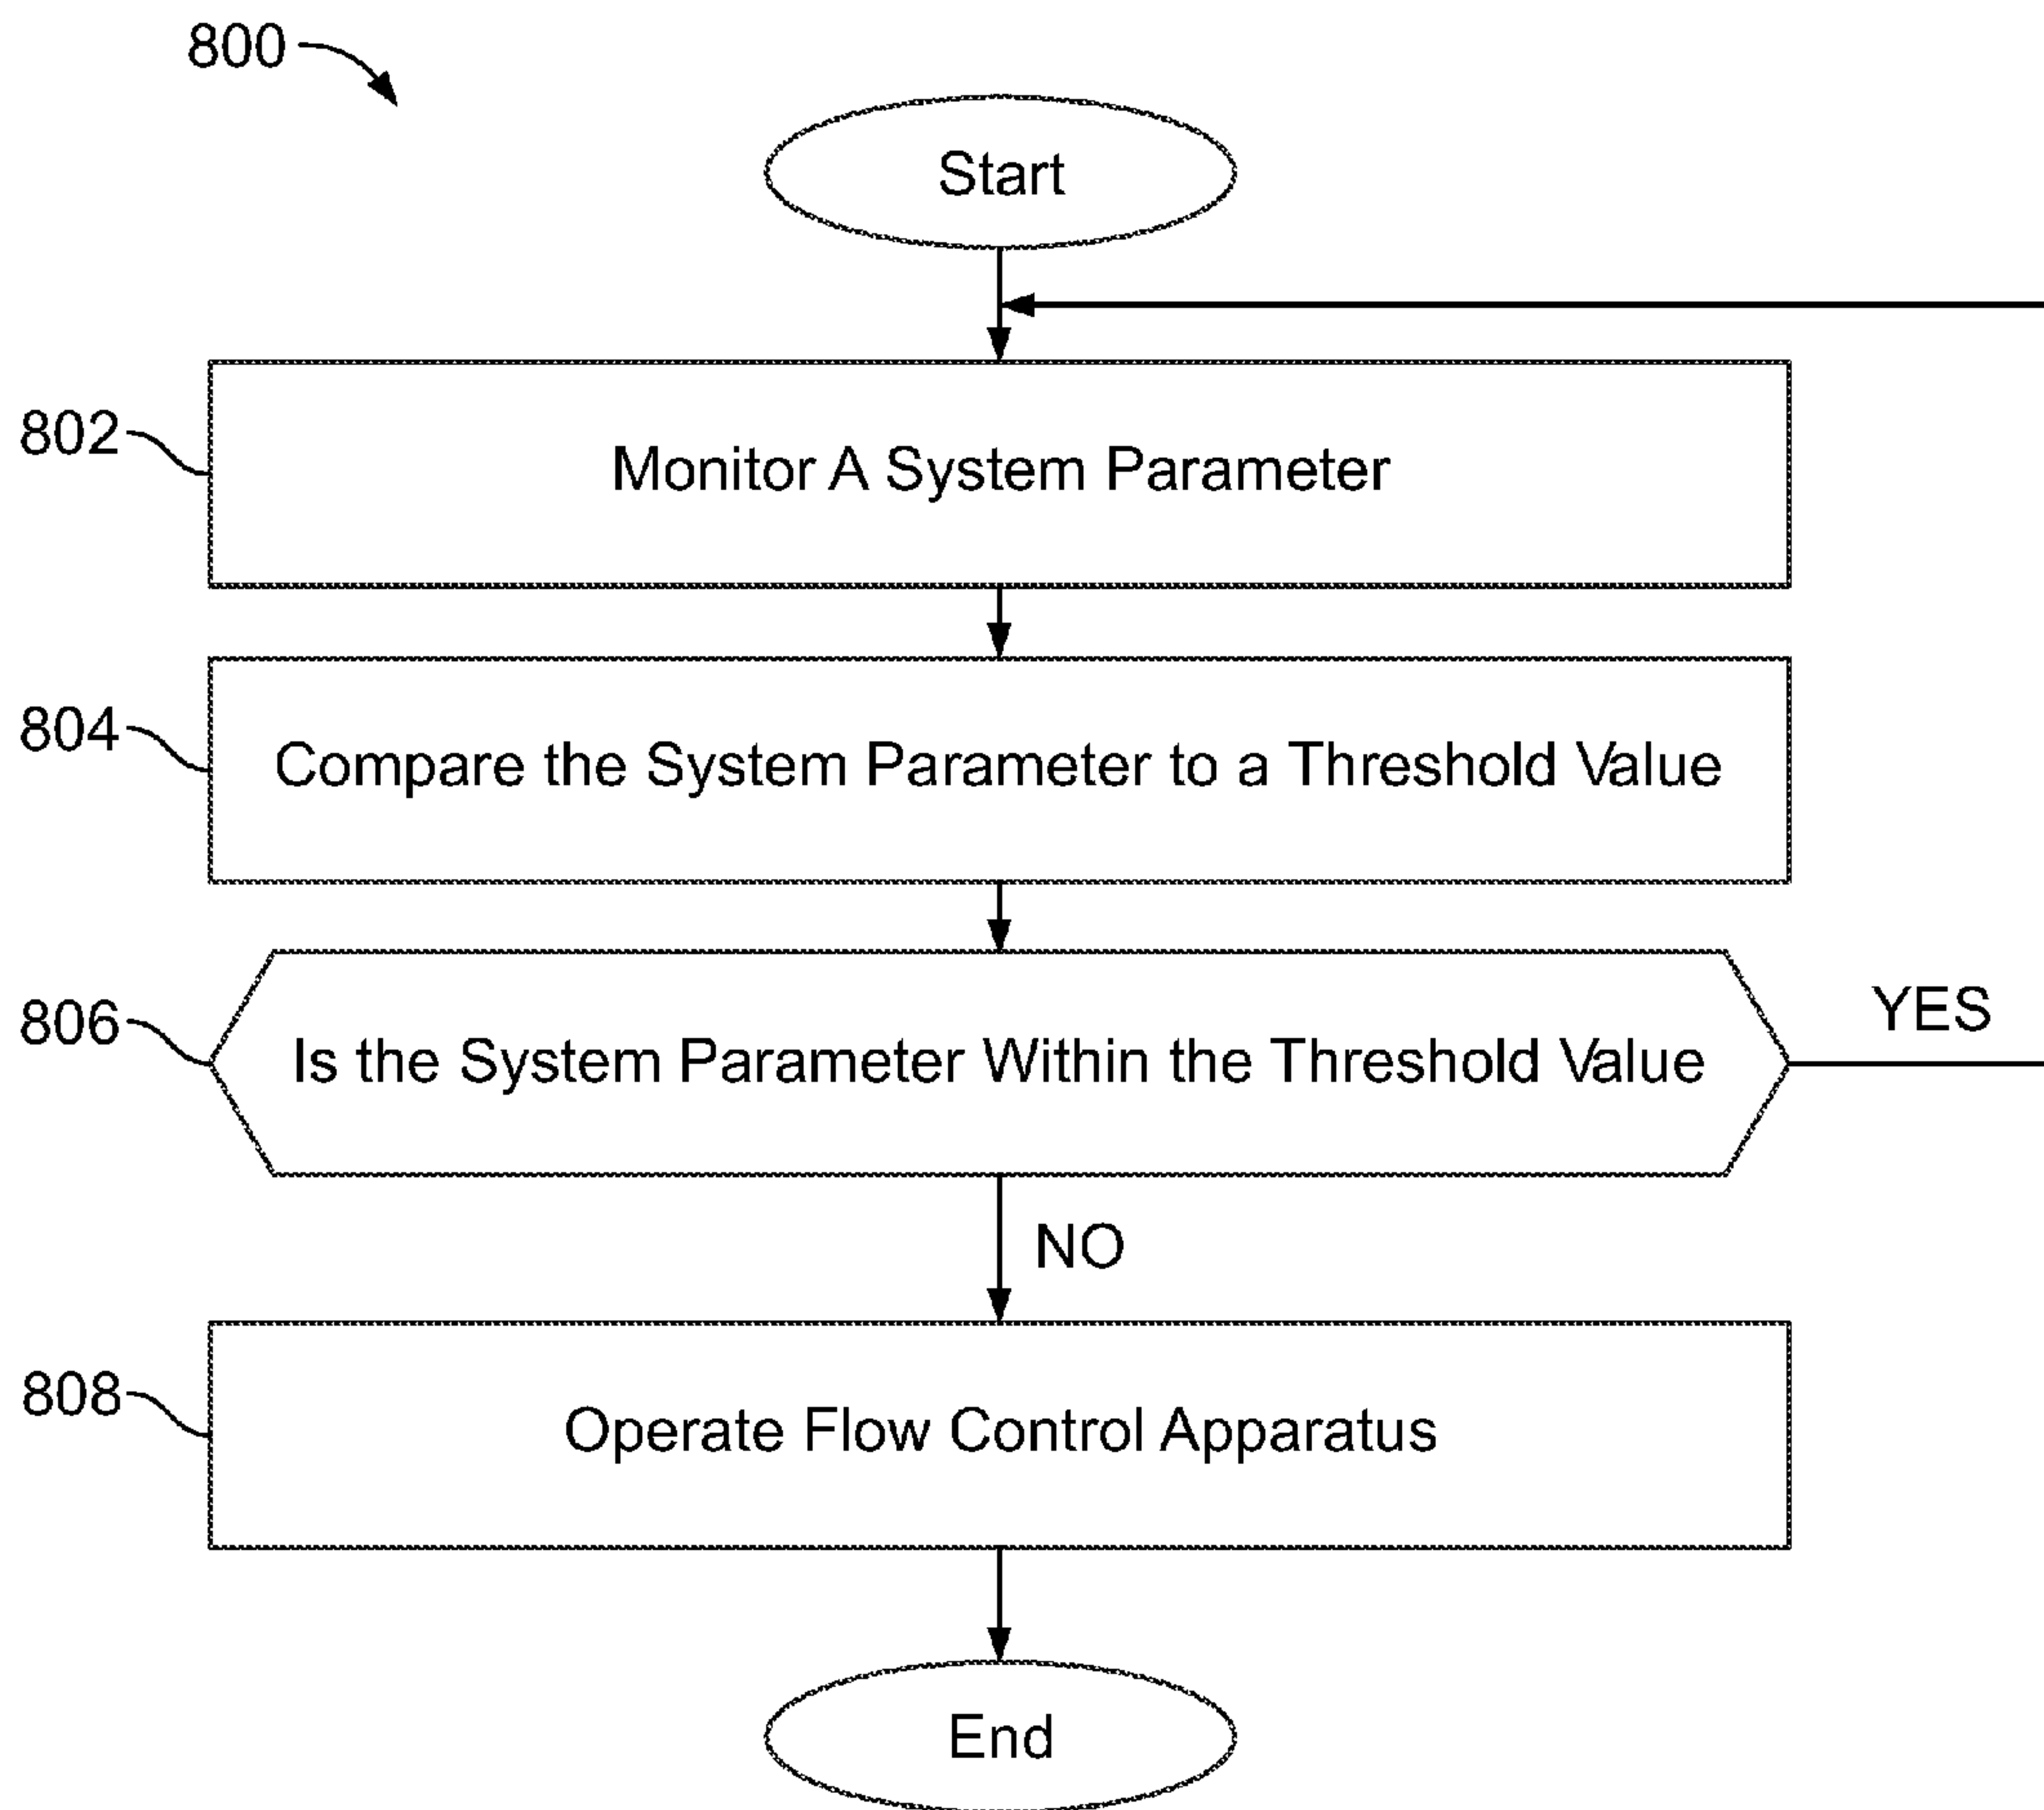 800
Start
802
Monitor A System Parameter
804
Compare the System Parameter to a Threshold Value
806
Is the System Parameter Within the Threshold Value
YES
NO
808
Operate Flow Control Apparatus
End